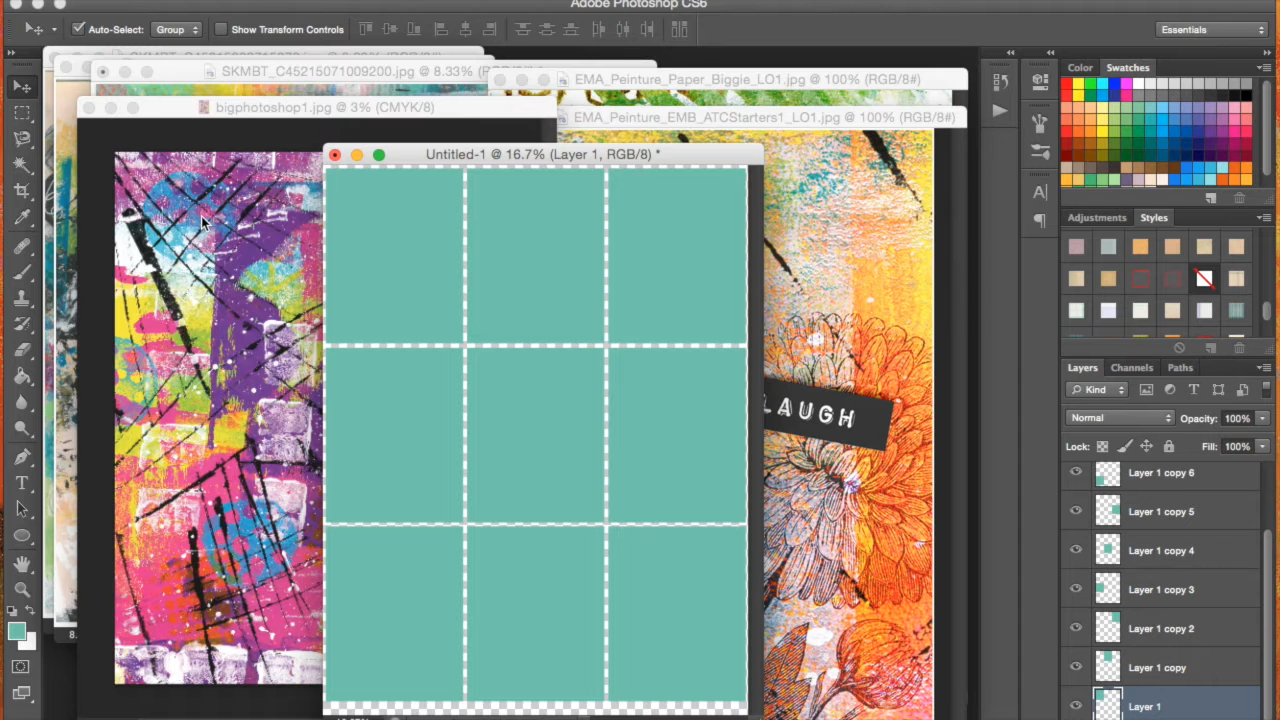 Adobe Photoshop CS6
Auto-Select: Group Show Transform Controls Essentials
SKMBT_C45215071009200.jpg @ 8.33%
EMA_Peinture_Paper_Biggie_LO1.jpg @ 100% (RGB/8#)
bigphotoshop1.jpg @ 3% (CMYK/8)
EMA_Peinture_EMB_ATCStarters1_LO1.jpg @ 100% (RGB/8#)
Untitled-1 @ 16.7% (Layer 1, RGB/8) *
LAUGH
Color Swatches
Adjustments Styles
Layers Channels Paths
Kind
Normal Opacity: 100%
Lock: Fill: 100%
Layer 1 copy 6
Layer 1 copy 5
Layer 1 copy 4
Layer 1 copy 3
Layer 1 copy 2
Layer 1 copy
Layer 1